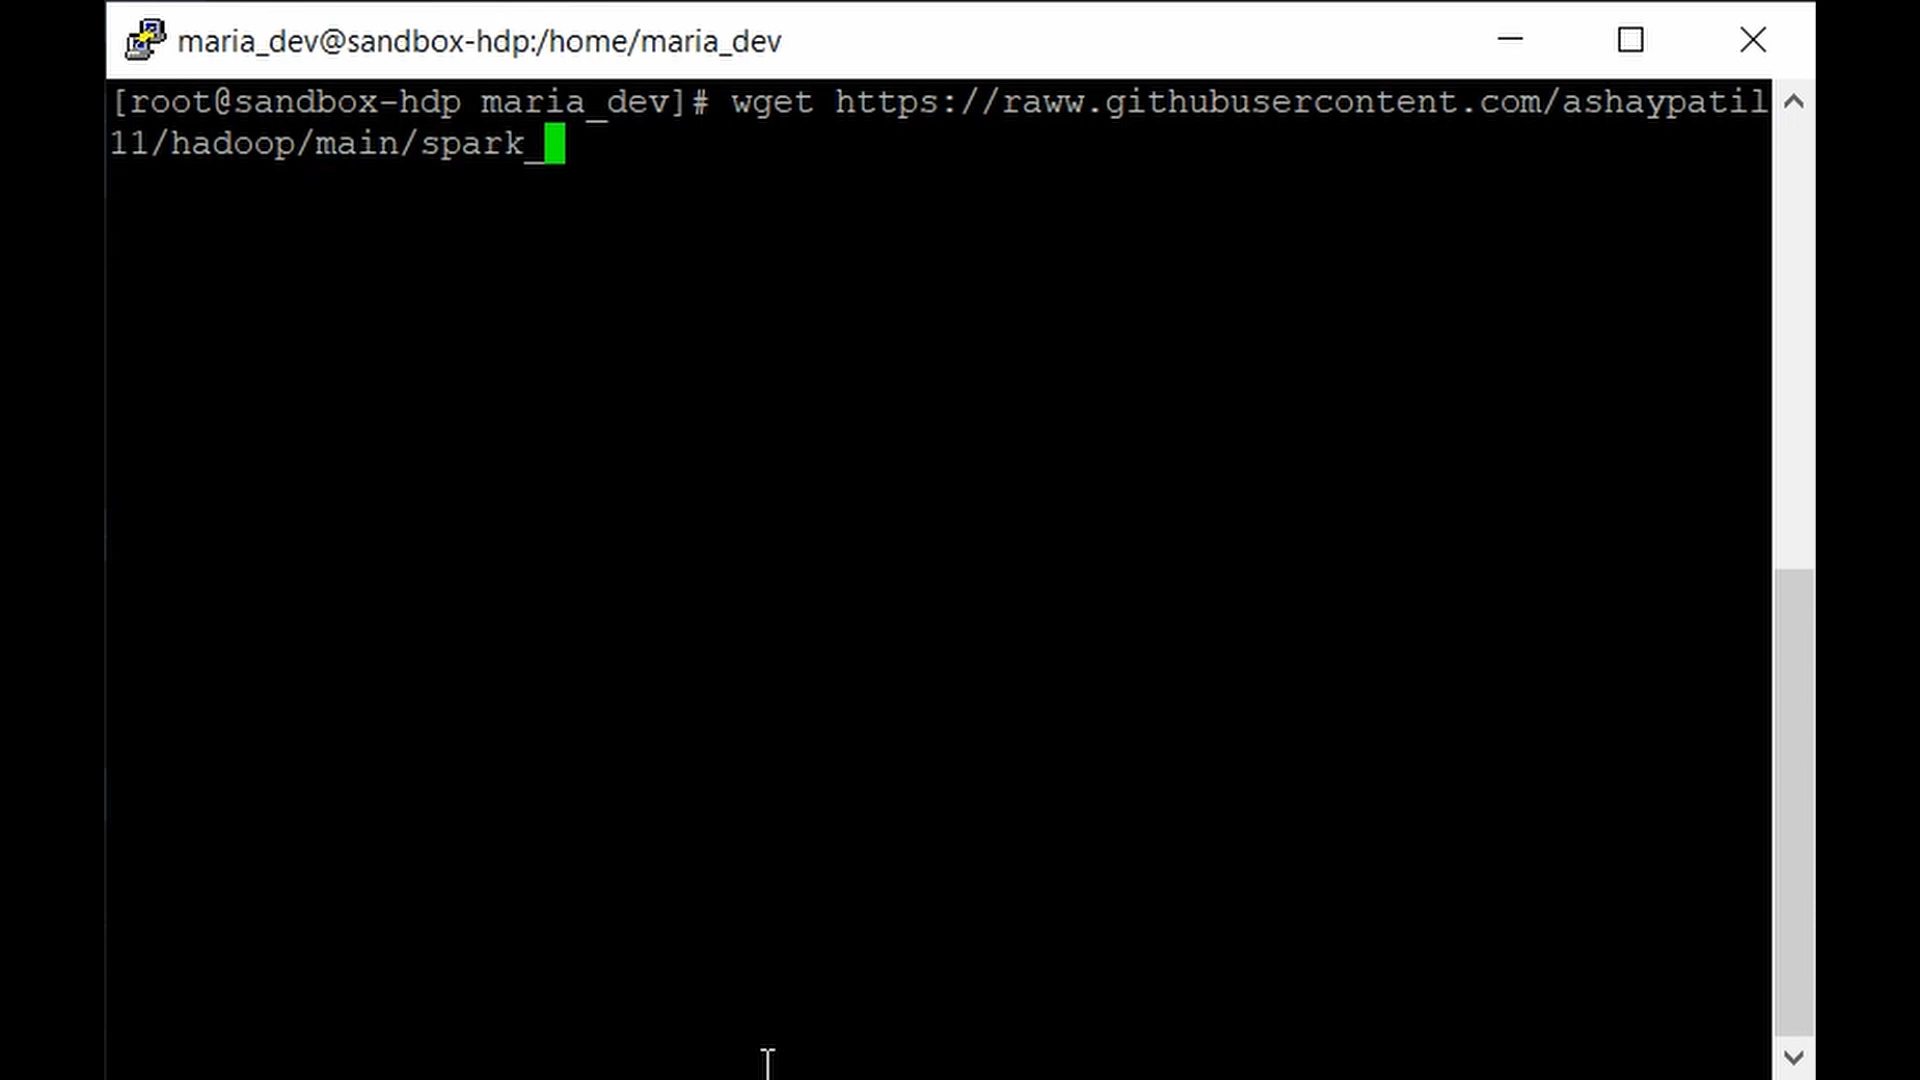 maria_dev@sandbox-hdp:/home/maria_dev
[root@sandbox-hdp maria_dev]# wget https://raww.githubusercontent.com/ashaypatil
11/hadoop/main/spark_